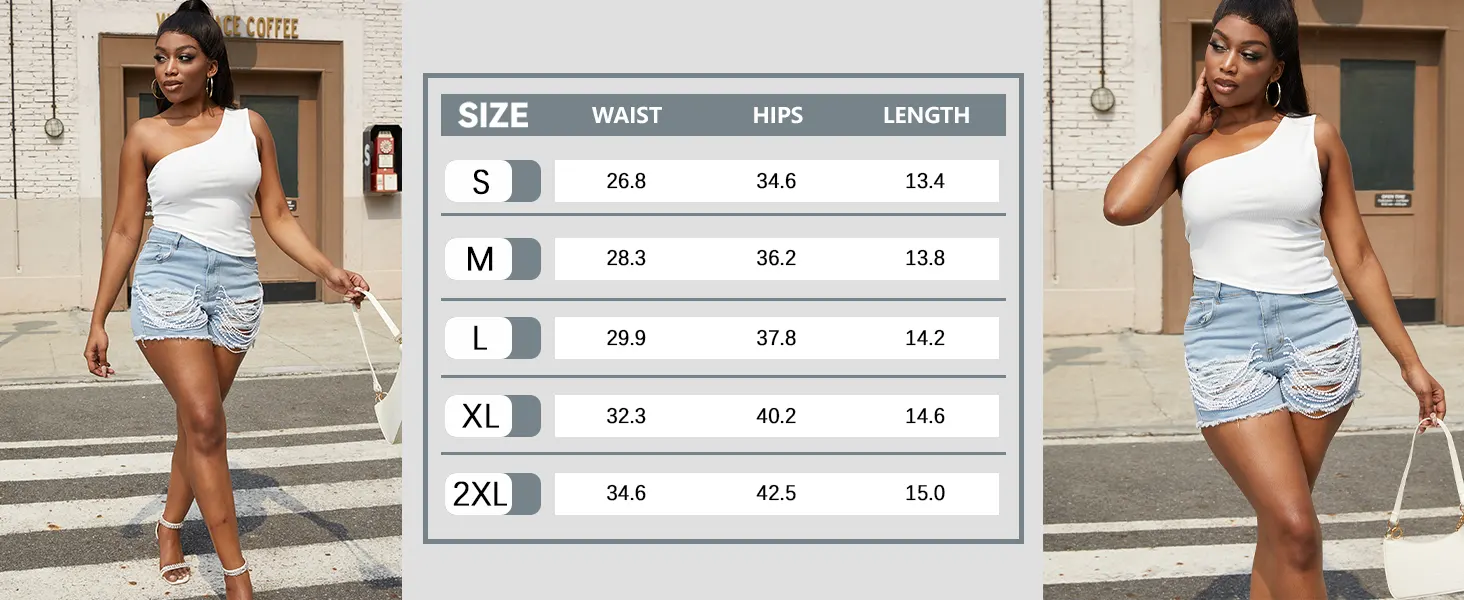 COFFEE
SIZE WAIST HIPS LENGTH
S 26.8 34.6 13.4
M 28.3 36.2 13.8
L 29.9 37.8 14.2
XL 32.3 40.2 14.6
2XL 34.6 42.5 15.0